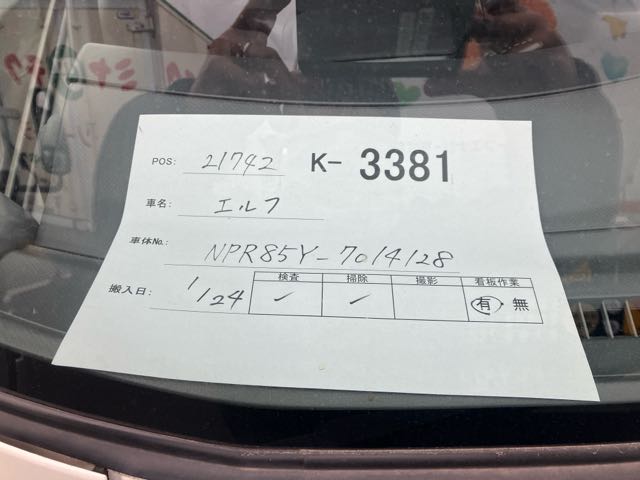 POS: 21742 K- 3381
車名: エルフ
車体No. NPR85Y-7014128
搬入日: 1/24
検査 掃除 撮影 看板作業
✓ ✓ 有 無